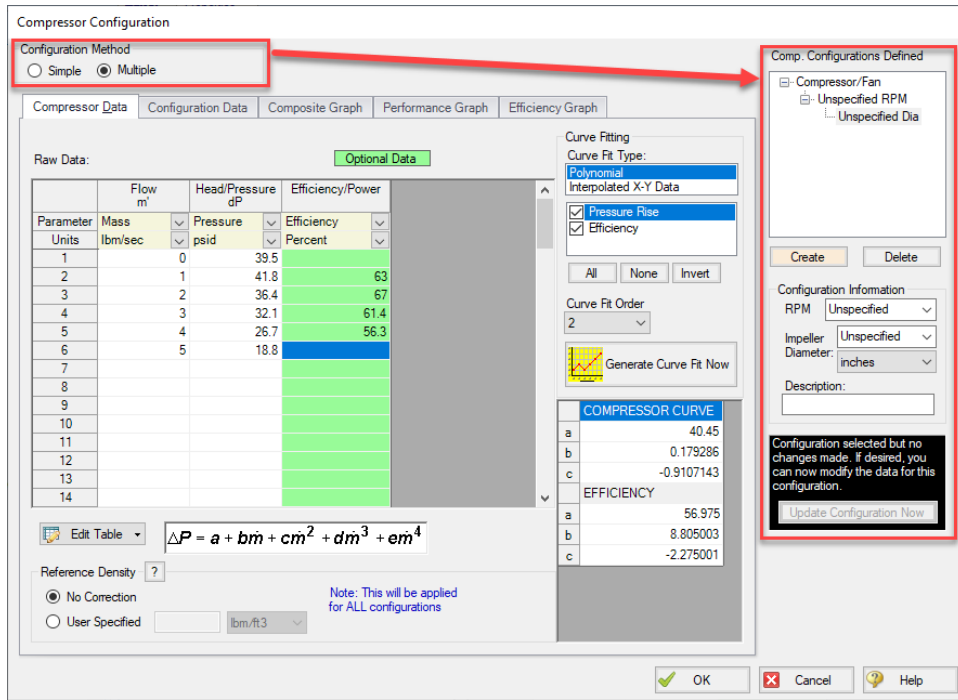 Compressor Configuration
Configuration Method
Simple Multiple
Comp. Configurations Defined
Compressor/Fan
Unspecified RPM
Unspecified Dia
Compressor Data Configuration Data Composite Graph Performance Graph Efficiency Graph
Raw Data: Optional Data
Flow Head/Pressure Efficiency/Power
m' dP
Parameter Mass Pressure Efficiency
Units lbm/sec psid Percent
1 0 39.5
2 1 41.8 63
3 2 36.4 67
4 3 32.1 61.4
5 4 26.7 56.3
6 5 18.8
7
8
9
10
11
12
13
14
Edit Table
ΔP = a + bṁ + cṁ² + dṁ³ + eṁ⁴
Reference Density ?
No Correction
User Specified lbm/ft3
Note: This will be applied
for ALL configurations
Curve Fitting
Curve Fit Type:
Polynomial
Interpolated X-Y Data
Pressure Rise
Efficiency
All None Invert
Curve Fit Order
2
Generate Curve Fit Now
COMPRESSOR CURVE
a 40.45
b 0.179286
c -0.9107143
EFFICIENCY
a 56.975
b 8.805003
c -2.275001
Create Delete
Configuration Information
RPM Unspecified
Impeller Unspecified
Diameter: inches
Description:
Configuration selected but no
changes made. If desired, you
can now modify the data for this
configuration.
Update Configuration Now
OK Cancel Help